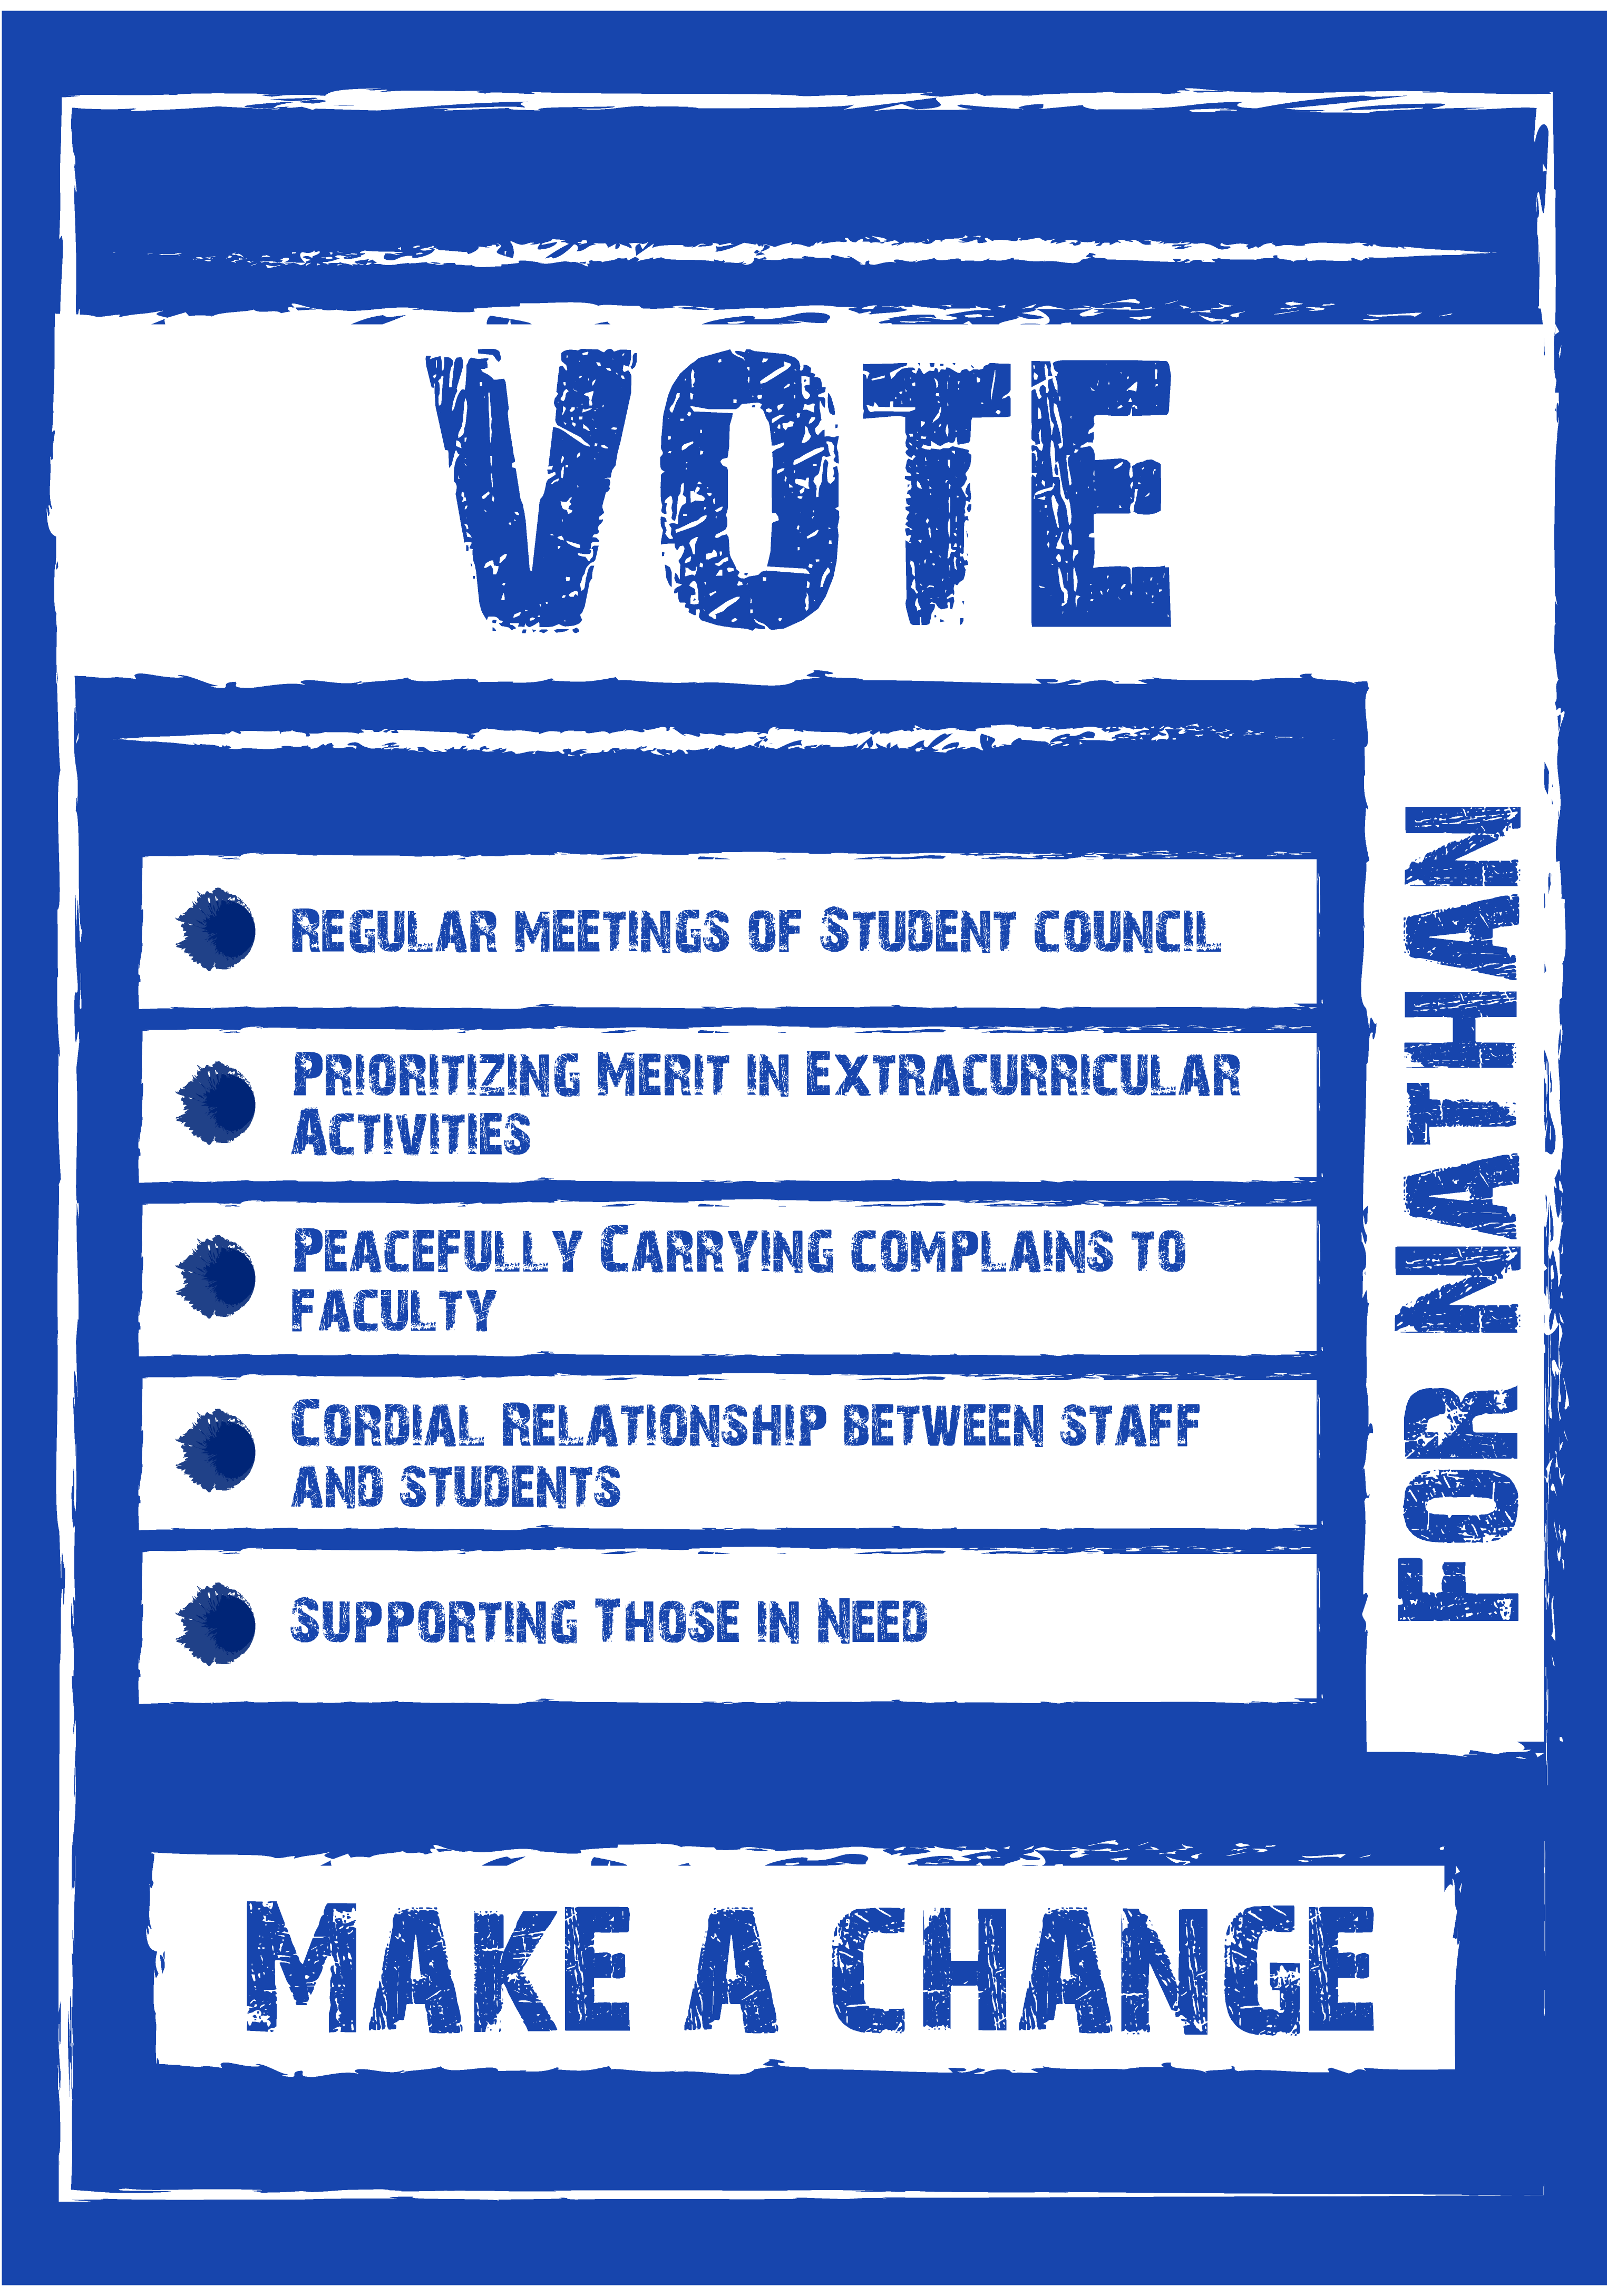 VOTE
FOR NATHAN
REGULAR MEETINGS OF STUDENT COUNCIL
PRIORITIZING MERIT IN EXTRACURRICULAR
ACTIVITIES
PEACEFULLY CARRYING COMPLAINS TO
FACULTY
CORDIAL RELATIONSHIP BETWEEN STAFF
AND STUDENTS
SUPPORTING THOSE IN NEED
MAKE A CHANGE